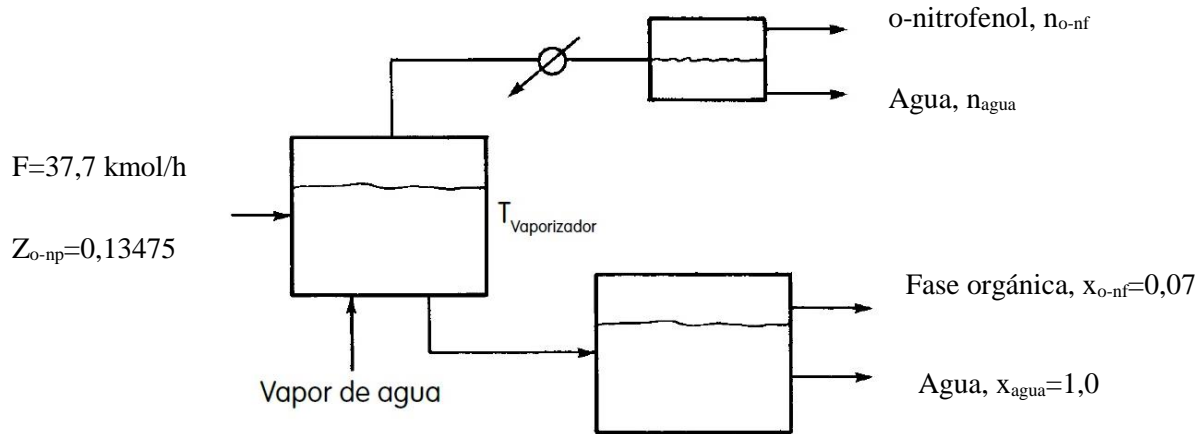 o-nitrofenol, no-nf
Agua, nagua
F=37,7 kmol/h
TVaporizador
Zo-np=0,13475
Fase orgánica, xo-nf=0,07
Vapor de agua
Agua, xagua=1,0